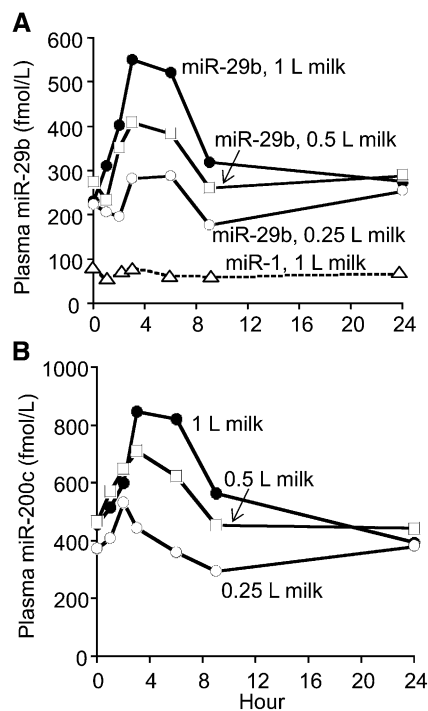 A
Plasma miR-29b (fmol/L)
600
500
400
300
200
100
0
miR-29b, 1 L milk
miR-29b, 0.5 L milk
miR-29b, 0.25 L milk
miR-1, 1 L milk
0 4 8 12 16 20 24
B
Plasma miR-200c (fmol/L)
1000
800
600
400
200
0
1 L milk
0.5 L milk
0.25 L milk
0 4 8 12 16 20 24
Hour